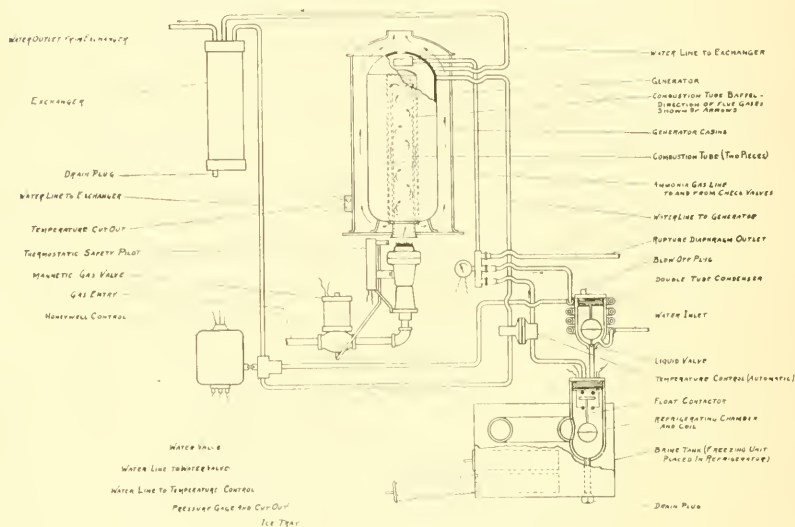 WATER OUTLET FROM EXCHANGER
EXCHANGER
DRAIN PLUG
WATER LINE TO EXCHANGER
TEMPERATURE CUT OUT
THERMOSTATIC SAFETY PILOT
MAGNETIC GAS VALVE
GAS ENTRY
HONEYWELL CONTROL
WATER VALVE
WATER LINE TO WATER VALVE
WATER LINE TO TEMPERATURE CONTROL
PRESSURE GAGE AND CUT OUT
ICE TRAY
WATER LINE TO EXCHANGER
GENERATOR
COMBUSTION TUBE BAFFEL -
DIRECTION OF FLUE GASES
SHOWN BY ARROWS
GENERATOR CASING
COMBUSTION TUBE (TWO PIECES)
AMMONIA GAS LINE
TO AND FROM CHECK VALVES
WATER LINE TO GENERATOR
RUPTURE DIAPHRAGM OUTLET
BLOW OFF PLUG
DOUBLE TUBE CONDENSER
WATER INLET
LIQUID VALVE
TEMPERATURE CONTROL (AUTOMATIC)
FLOAT CONTACTOR
REFRIGERATING CHAMBER
AND COIL
BRINE TANK (FREEZING UNIT
PLACED IN REFRIGERATOR)
DRAIN PLUG